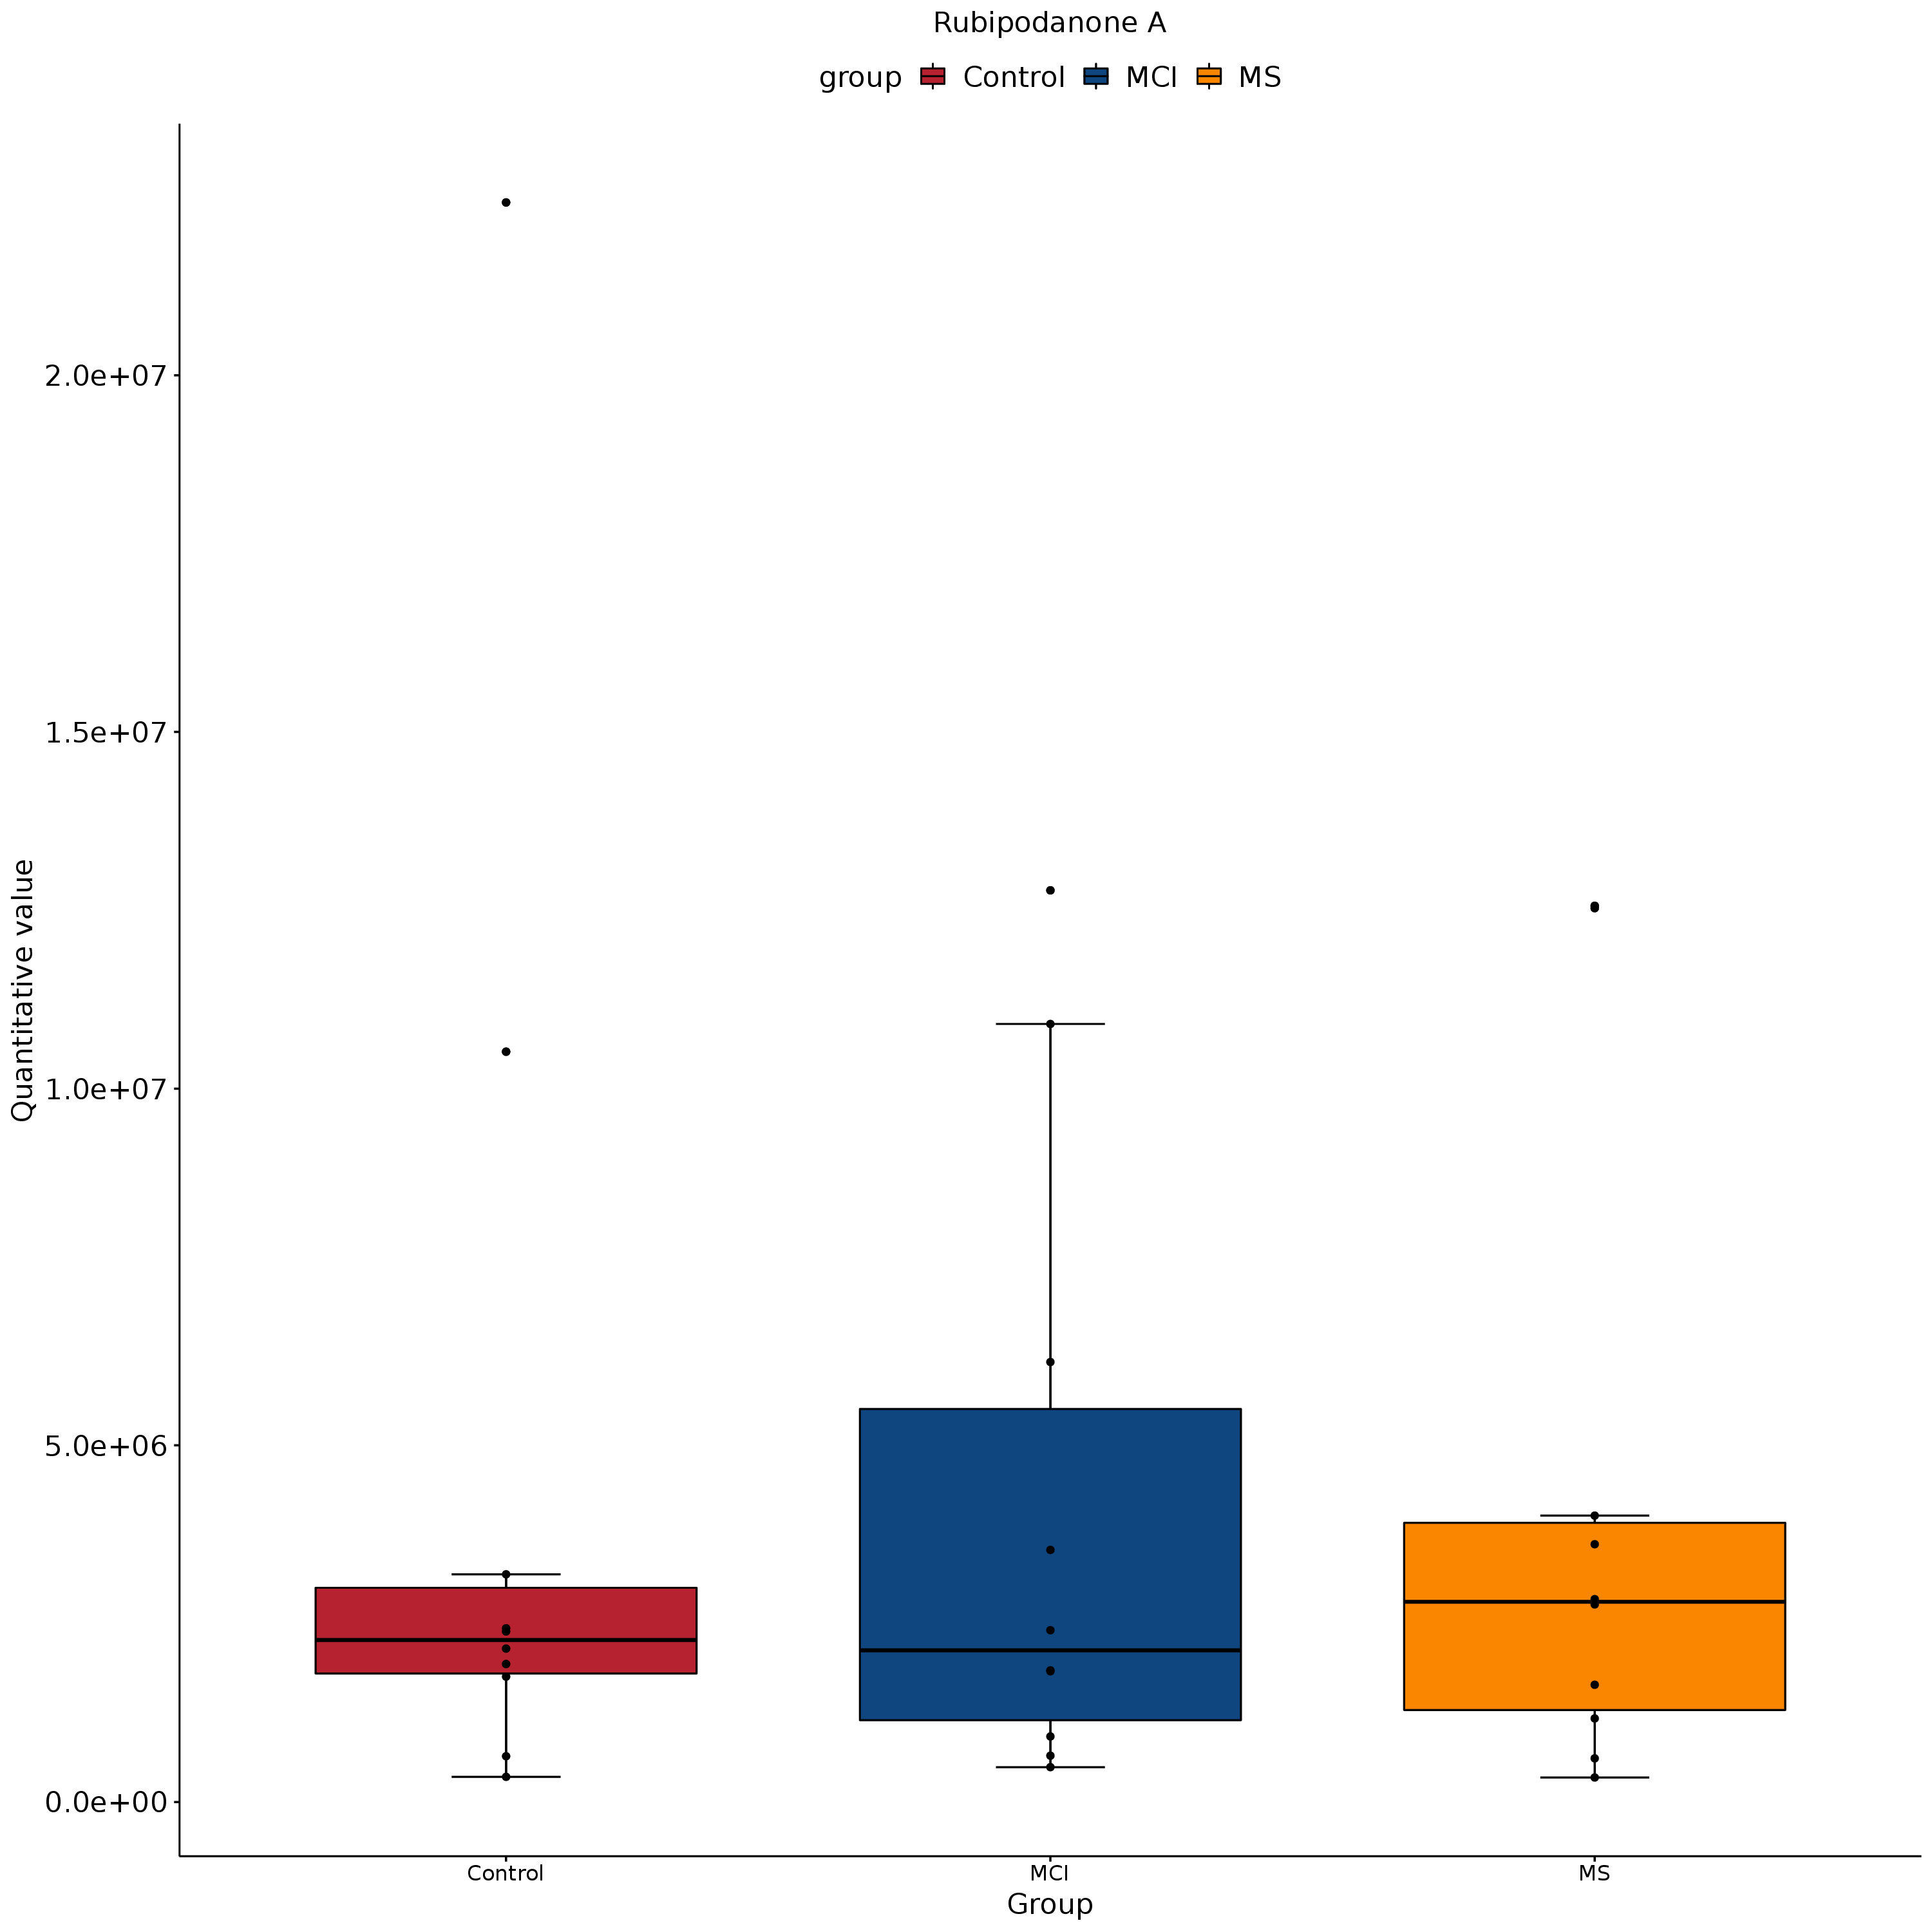 Rubipodanone A
group Control MCI MS
Quantitative value
2.0e+07
1.5e+07
1.0e+07
5.0e+06
0.0e+00
Control MCI MS
Group